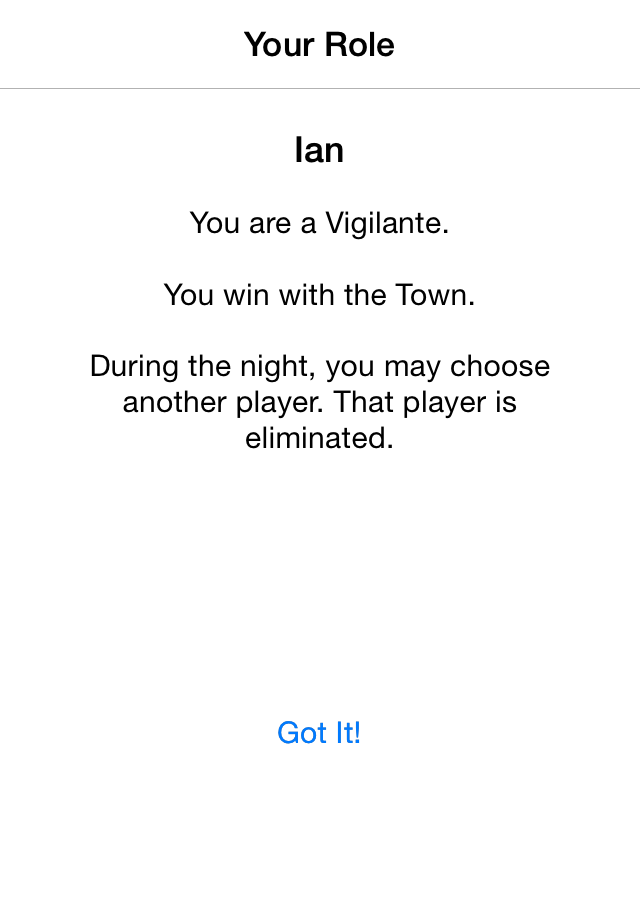 Your Role
Ian
You are a Vigilante.
You win with the Town.
During the night, you may choose
another player. That player is
eliminated.
Got It!